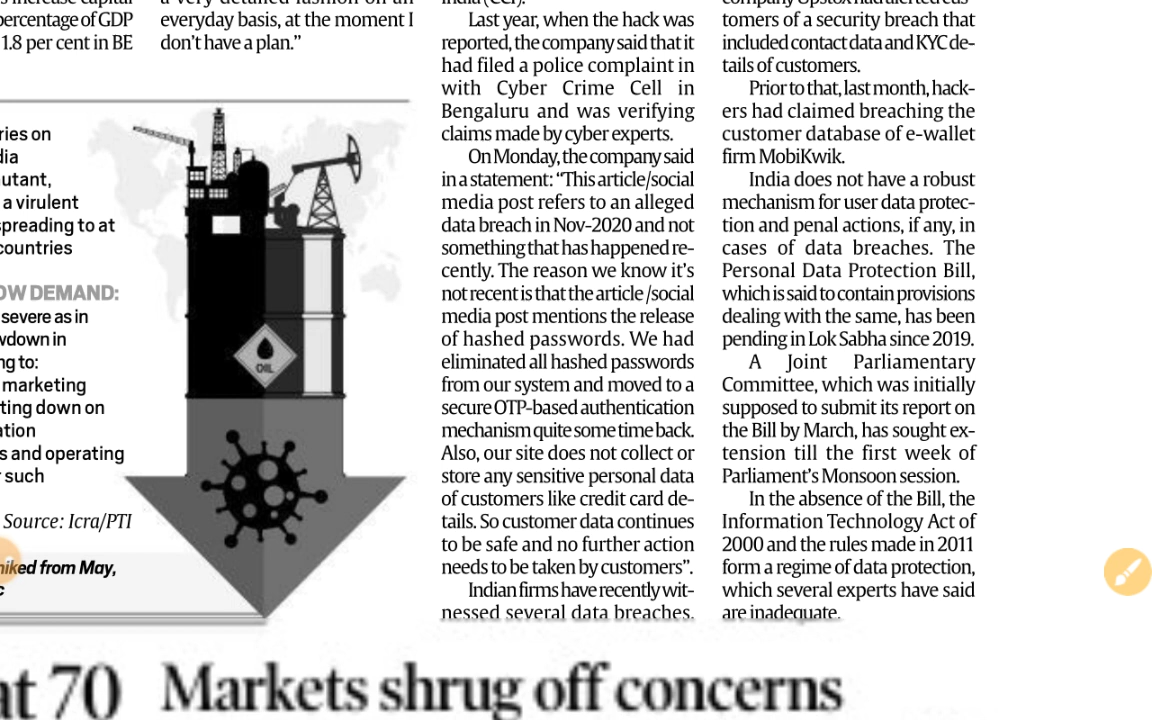 percentage of GDP
1.8 per cent in BE
everyday basis, at the moment I
don't have a plan."
ries on
dia
utant,
a virulent
spreading to at
countries
OW DEMAND:
severe as in
wdown in
ng to:
marketing
ting down on
ation
s and operating
such
Source: Icra/PTI
hiked from May,
OIL
Last year, when the hack was
reported, the company said that it
had filed a police complaint in
with Cyber Crime Cell in
Bengaluru and was verifying
claims made by cyber experts.
On Monday, the company said
in a statement: “This article/social
media post refers to an alleged
data breach in Nov-2020 and not
something that has happened re-
cently. The reason we know it's
not recent is that the article /social
media post mentions the release
of hashed passwords. We had
eliminated all hashed passwords
from our system and moved to a
secure OTP-based authentication
mechanism quite some time back.
Also, our site does not collect or
store any sensitive personal data
of customers like credit card de-
tails. So customer data continues
to be safe and no further action
needs to be taken by customers”.
Indian firms have recently wit-
nessed several data breaches.
company Upstox had alerted cus-
tomers of a security breach that
included contact data and KYC de-
tails of customers.
Prior to that, last month, hack-
ers had claimed breaching the
customer database of e-wallet
firm MobiKwik.
India does not have a robust
mechanism for user data protec-
tion and penal actions, if any, in
cases of data breaches. The
Personal Data Protection Bill,
which is said to contain provisions
dealing with the same, has been
pending in Lok Sabha since 2019.
A Joint Parliamentary
Committee, which was initially
supposed to submit its report on
the Bill by March, has sought ex-
tension till the first week of
Parliament's Monsoon session.
In the absence of the Bill, the
Information Technology Act of
2000 and the rules made in 2011
form a regime of data protection,
which several experts have said
are inadequate.
at 70
Markets shrug off concerns